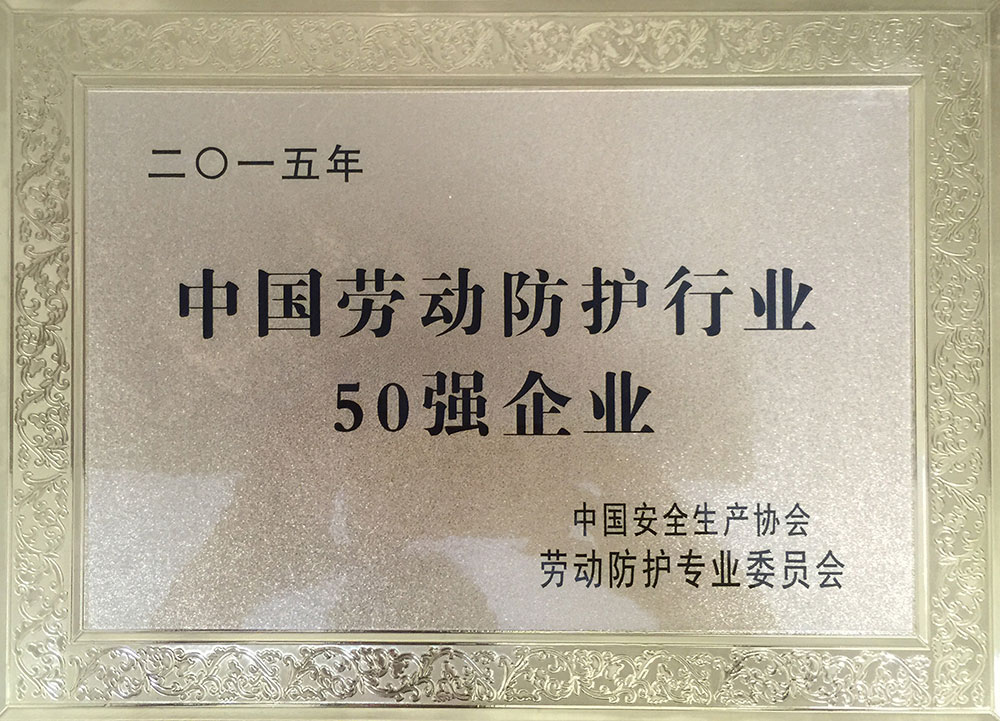 二〇一五年
中国劳动防护行业
50强企业
中国安全生产协会
劳动防护专业委员会